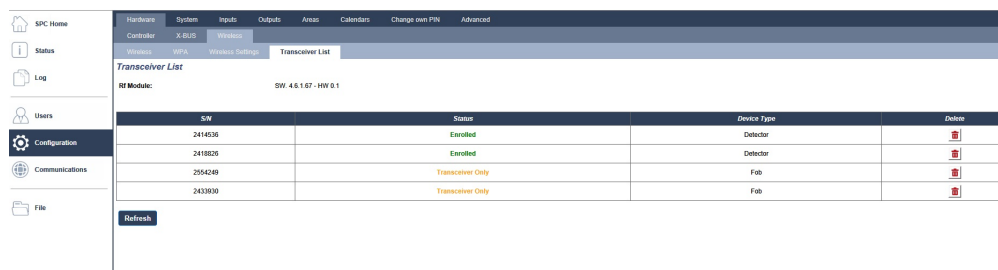 SPC Home
Status
Log
Users
Configuration
Communications
File
Hardware System Inputs Outputs Areas Calendars Change own PIN Advanced
Controller X-BUS Wireless
Wireless WPA Wireless Settings Transceiver List
Transceiver List
Rf Module: SW. 4.6.1.67 - HW 0.1
S/N Status Device Type Delete
2414536 Enrolled Detector
2418826 Enrolled Detector
2554249 Transceiver Only Fob
2433930 Transceiver Only Fob
Refresh